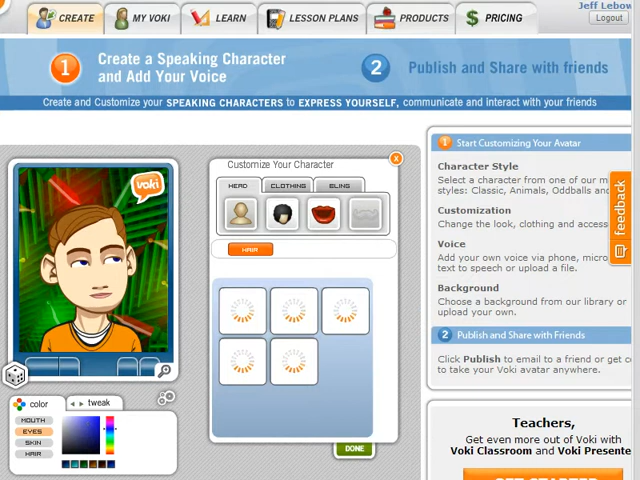 Jeff Lebow
Logout
CREATE
MY VOKI
LEARN
LESSON PLANS
PRODUCTS
$ PRICING
1 Create a Speaking Character
and Add Your Voice
2 Publish and Share with friends
Create and Customize your SPEAKING CHARACTERS to EXPRESS YOURSELF, communicate and interact with your friends
voki
color
tweak
MOUTH
EYES
SKIN
HAIR
Customize Your Character
x
HEAD
CLOTHING
BLING
HAIR
DONE
1 Start Customizing Your Avatar
Character Style
Select a character from one of our m
styles: Classic, Animals, Oddballs and
Customization
Change the look, clothing and access
Voice
Add your own voice via phone, micro
text to speech or upload a file.
Background
Choose a background from our library or
upload your own.
2 Publish and Share with Friends
Click Publish to email to a friend or get c
to take your Voki avatar anywhere.
feedback
Teachers,
Get even more out of Voki with
Voki Classroom and Voki Presente
GET STARTED